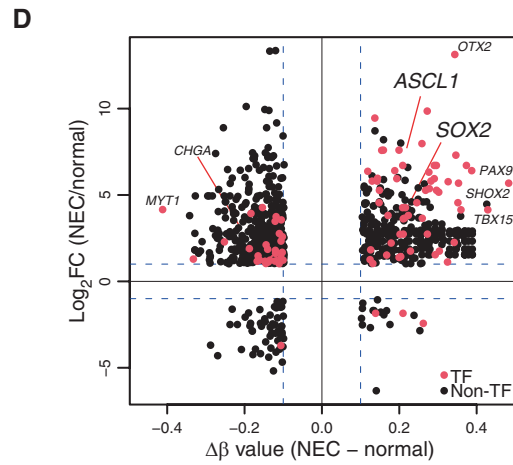 D
OTX2
ASCL1
SOX2
CHGA
PAX9
MYT1
SHOX2
TBX15
10
5
0
−5
Log2FC (NEC/normal)
TF
Non-TF
−0.4 −0.2 0.0 0.2 0.4
Δβ value (NEC – normal)